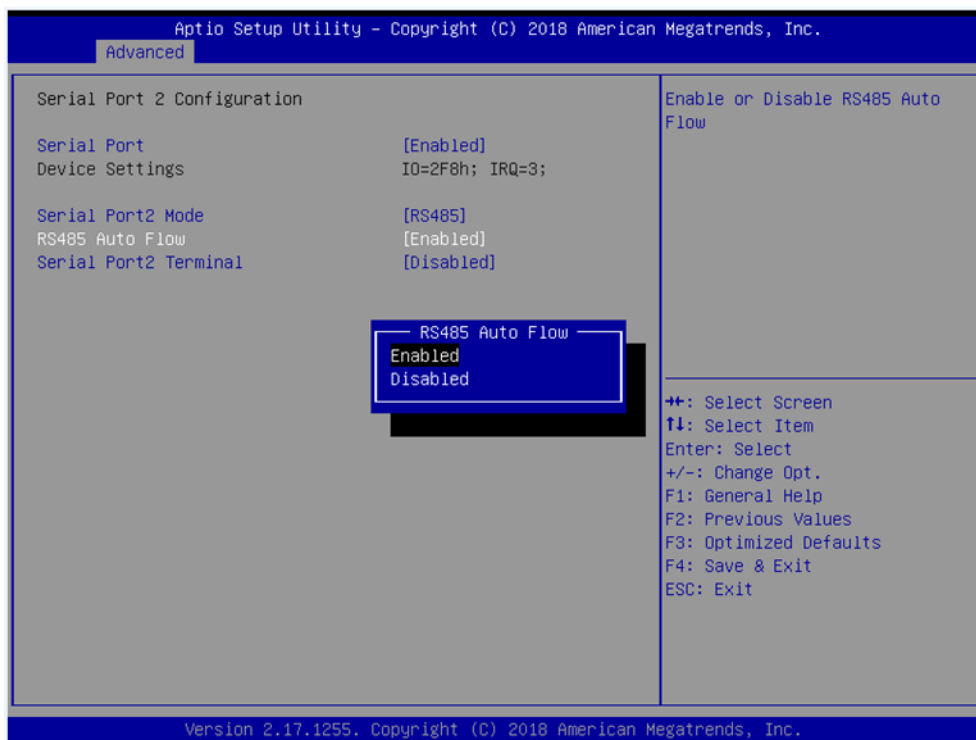 Aptio Setup Utility – Copyright (C) 2018 American Megatrends, Inc.
Advanced
Serial Port 2 Configuration
Serial Port [Enabled]
Device Settings IO=2F8h; IRQ=3;
Serial Port2 Mode [RS485]
RS485 Auto Flow [Enabled]
Serial Port2 Terminal [Disabled]
RS485 Auto Flow
Enabled
Disabled
Enable or Disable RS485 Auto
Flow
→←: Select Screen
↑↓: Select Item
Enter: Select
+/-: Change Opt.
F1: General Help
F2: Previous Values
F3: Optimized Defaults
F4: Save & Exit
ESC: Exit
Version 2.17.1255. Copyright (C) 2018 American Megatrends, Inc.